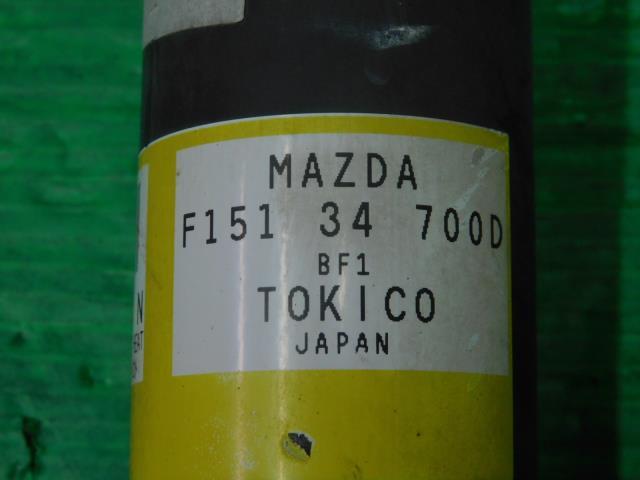 MAZDA
F151 34 700D
BF1
TOKICO
JAPAN
N